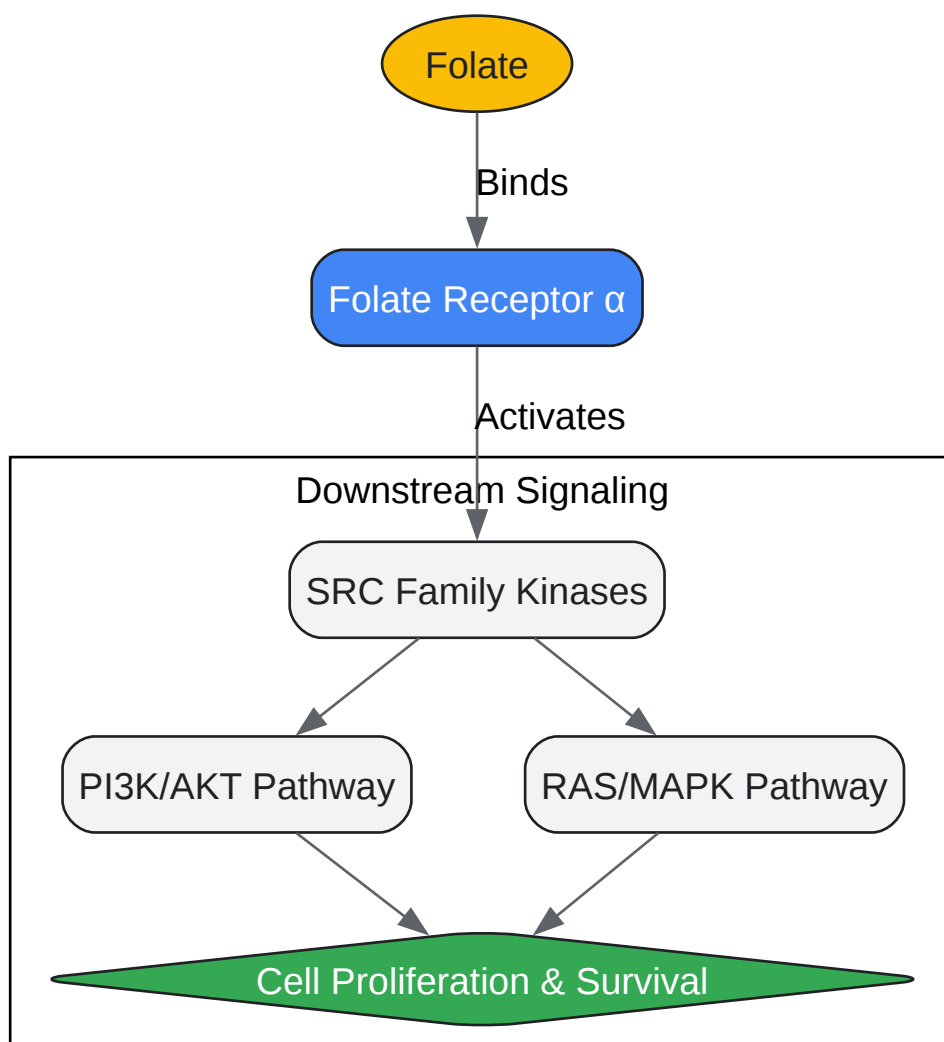 Folate
Binds
Folate Receptor α
Activates
Downstream Signaling
SRC Family Kinases
PI3K/AKT Pathway
RAS/MAPK Pathway
Cell Proliferation & Survival